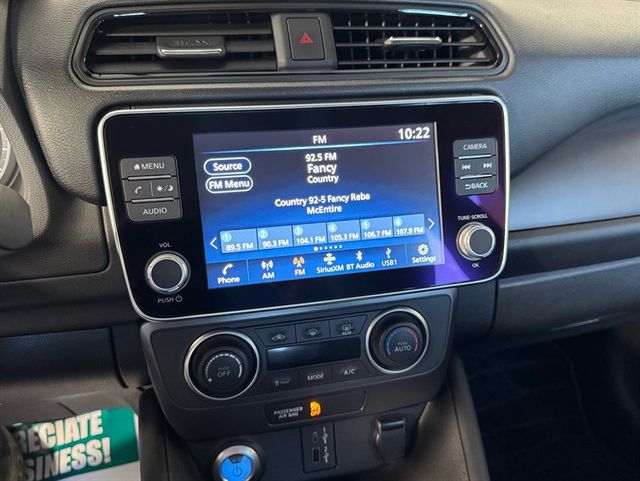 FM
10:22
Source
FM Menu
92.5 FM
Fancy
Country
Country 92-5 Fancy Reba
McEntire
1 2 3 4 5 6
89.5 FM 90.3 FM 104.1 FM 105.3 FM 106.7 FM 107.9 FM
Phone AM FM SiriusXM BT Audio USB1 Settings
MENU
AUDIO
VOL
PUSH
CAMERA
BACK
TUNE·SCROLL
OK
REAR
OFF
MODE
A/C
AUTO
PASSENGER
AIR BAG
OFF
RECIATE
SINESS!